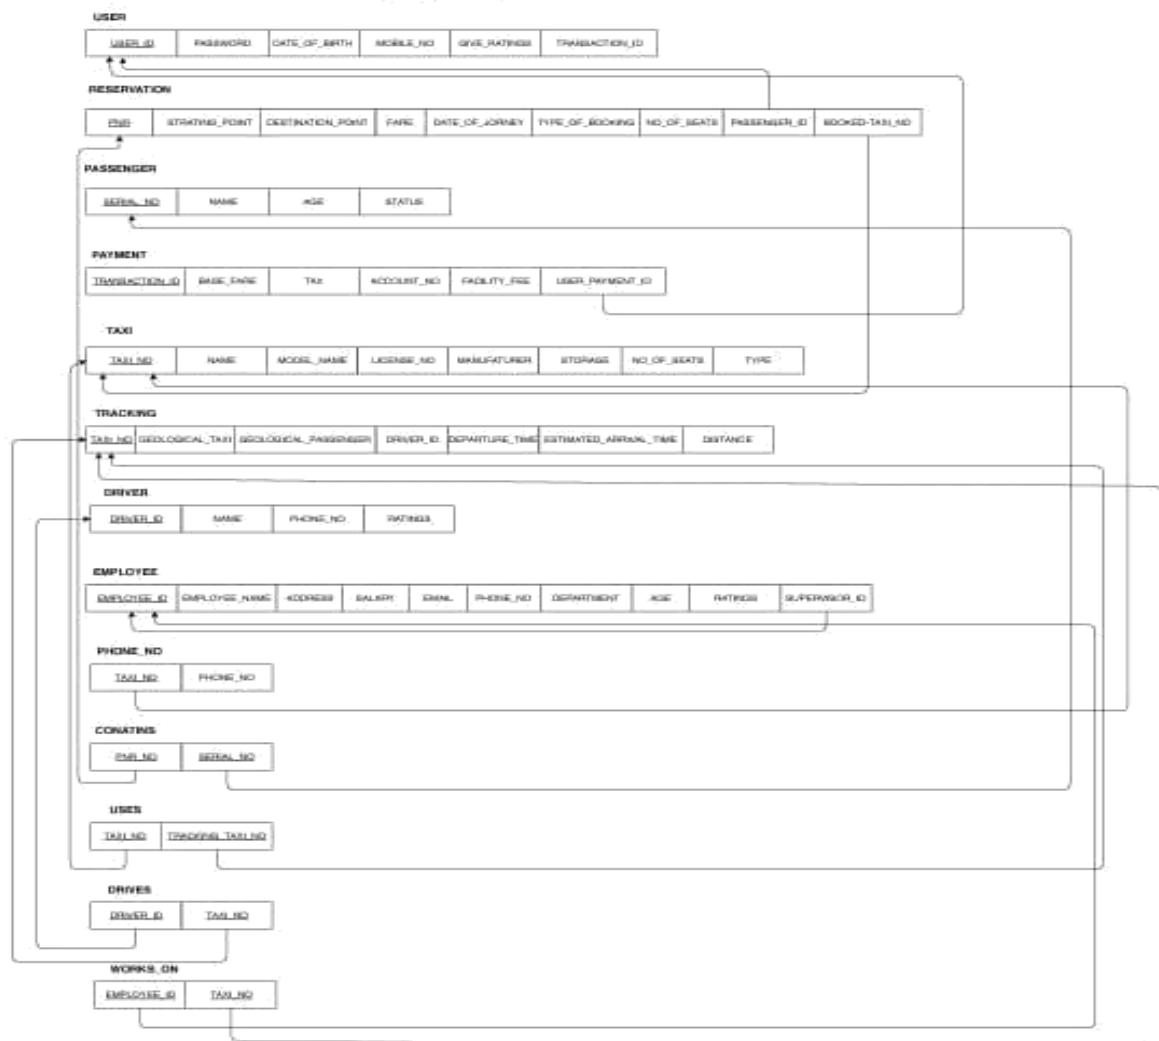 USER
USER_ID PASSWORD DATE_OF_BIRTH MOBILE_NO GIVE_RATINGS TRANSACTION_ID
RESERVATION
PNR STRATING_POINT DESTINATION_POINT FARE DATE_OF_JORNEY TYPE_OF_BOOKING NO_OF_SEATS PASSENGER_ID BOOKED-TAXI_NO
PASSENGER
SERIAL_NO NAME AGE STATUS
PAYMENT
TRANSACTION_ID BASE_FARE TAX ACCOUNT_NO FACILITY_FEE USER_PAYMENT_ID
TAXI
TAXI_NO NAME MODEL_NAME LICENSE_NO MANUFATURER STORAGE NO_OF_SEATS TYPE
TRACKING
TAXI_NO GEOLOGICAL_TAXI GEOLOGICAL_PASSENGER DRIVER_ID DEPARTURE_TIME ESTIMATED_ARRIVAL_TIME DISTANCE
DRIVER
DRIVER_ID NAME PHONE_NO RATINGS
EMPLOYEE
EMPLOYEE_ID EMPLOYEE_NAME ADDRESS SALARY EMAIL PHONE_NO DEPARTMENT AGE RATINGS SUPERVISOR_ID
PHONE_NO
TAXI_NO PHONE_NO
CONATINS
PNR_NO SERIAL_NO
USES
TAXI_NO TRACKING_TAXI_NO
DRIVES
DRIVER_ID TAXI_NO
WORKS_ON
EMPLOYEE_ID TAXI_NO